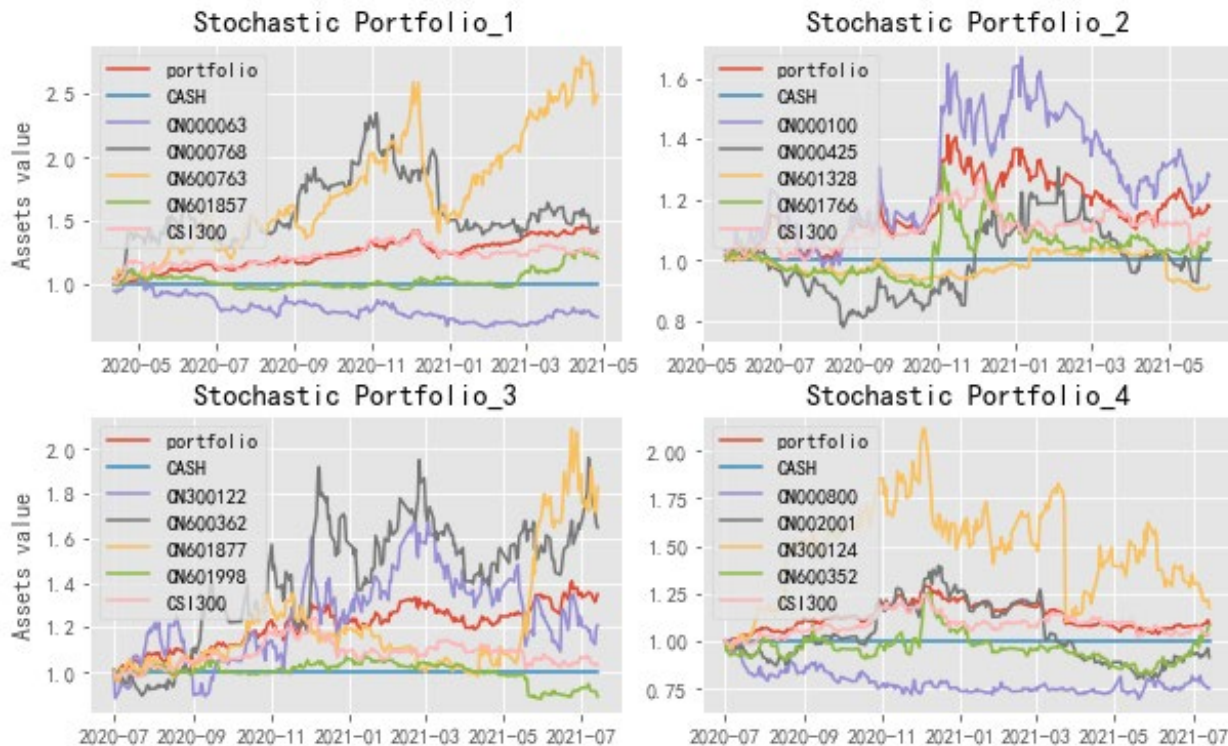 Stochastic Portfolio_1
Assets value
2.5
2.0
1.5
1.0
portfolio
CASH
CN000063
CN000768
CN600763
CN601857
CSI300
2020-05 2020-07 2020-09 2020-11 2021-01 2021-03 2021-05
Stochastic Portfolio_2
1.6
1.4
1.2
1.0
0.8
portfolio
CASH
CN000100
CN000425
CN601328
CN601766
CSI300
2020-05 2020-07 2020-09 2020-11 2021-01 2021-03 2021-05
Stochastic Portfolio_3
Assets value
2.0
1.8
1.6
1.4
1.2
1.0
portfolio
CASH
CN300122
CN600362
CN601877
CN601998
CSI300
2020-07 2020-09 2020-11 2021-01 2021-03 2021-05 2021-07
Stochastic Portfolio_4
2.00
1.75
1.50
1.25
1.00
0.75
portfolio
CASH
CN000800
CN002001
CN300124
CN600352
CSI300
2020-07 2020-09 2020-11 2021-01 2021-03 2021-05 2021-07